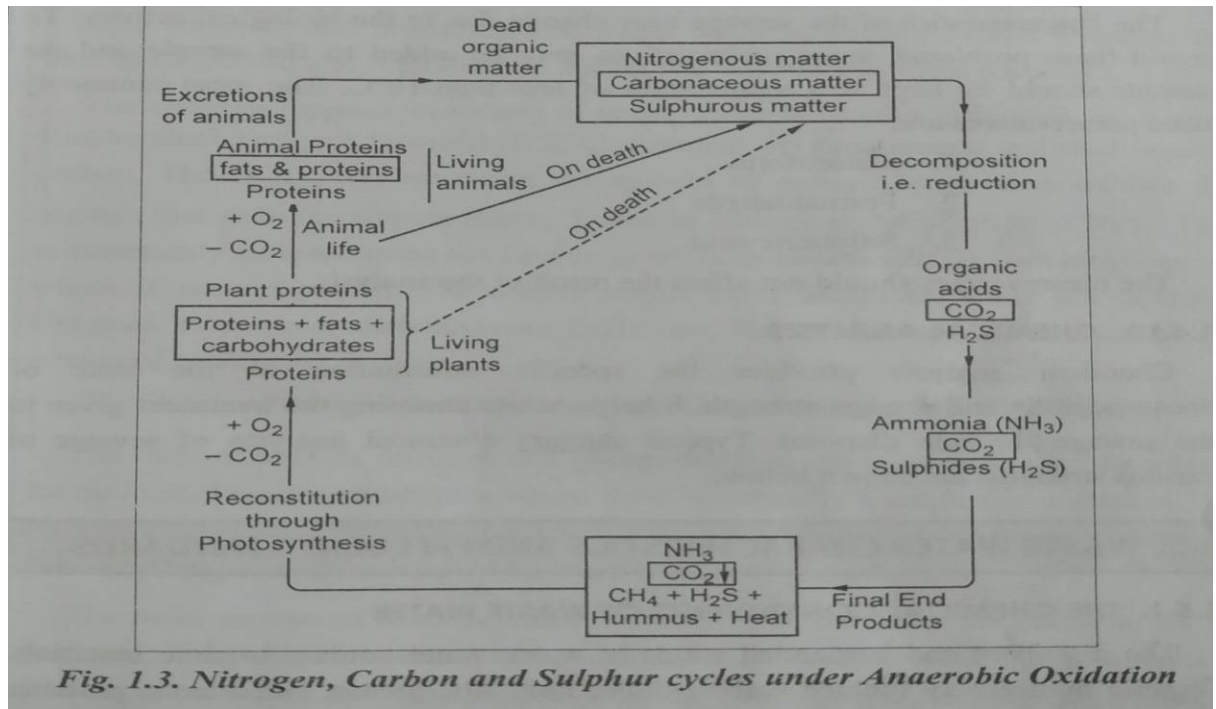 Dead
organic
matter
Nitrogenous matter
Carbonaceous matter
Sulphurous matter
Excretions
of animals
Animal Proteins
fats & proteins
Proteins
Living
animals
On death
On death
Decomposition
i.e. reduction
+ O₂
− CO₂
Animal
life
Plant proteins
Proteins + fats +
carbohydrates
Proteins
Living
plants
Organic
acids
CO₂
H₂S
+ O₂
− CO₂
Ammonia (NH₃)
CO₂
Sulphides (H₂S)
Reconstitution
through
Photosynthesis
NH₃
CO₂
CH₄ + H₂S +
Hummus + Heat
Final End
Products
Fig. 1.3. Nitrogen, Carbon and Sulphur cycles under Anaerobic Oxidation